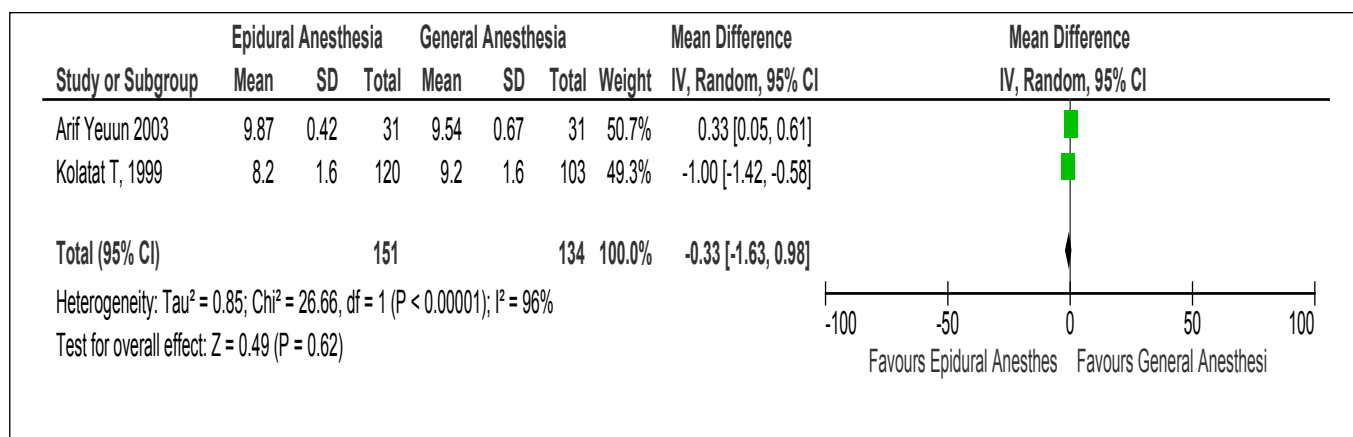 Epidural Anesthesia General Anesthesia Mean Difference Mean Difference
Study or Subgroup Mean SD Total Mean SD Total Weight IV, Random, 95% CI IV, Random, 95% CI
Arif Yeuun 2003 9.87 0.42 31 9.54 0.67 31 50.7% 0.33 [0.05, 0.61]
Kolatat T, 1999 8.2 1.6 120 9.2 1.6 103 49.3% -1.00 [-1.42, -0.58]
Total (95% CI) 151 134 100.0% -0.33 [-1.63, 0.98]
Heterogeneity: Tau² = 0.85; Chi² = 26.66, df = 1 (P < 0.00001); I² = 96%
Test for overall effect: Z = 0.49 (P = 0.62)
-100 -50 0 50 100
Favours Epidural Anesthes Favours General Anesthesi